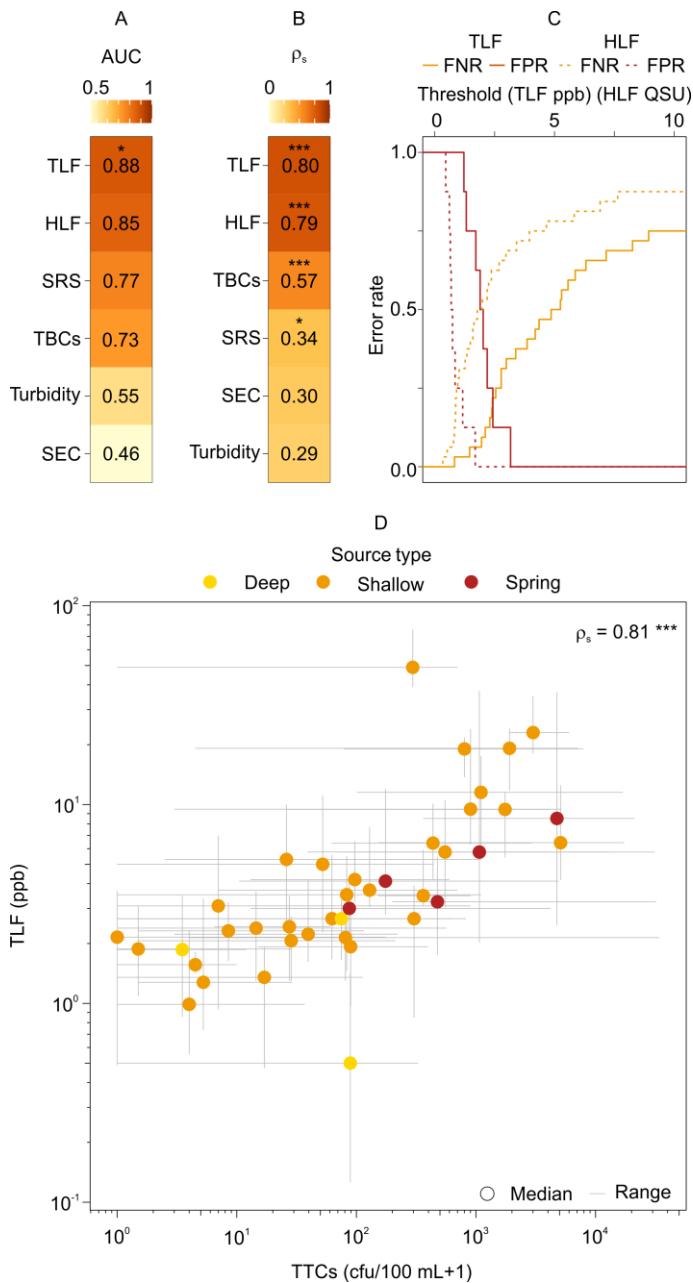 A
AUC
0.5 1
TLF * 0.88
HLF 0.85
SRS 0.77
TBCs 0.73
Turbidity 0.55
SEC 0.46
B
ρs
0 1
TLF *** 0.80
HLF *** 0.79
TBCs *** 0.57
SRS * 0.34
SEC 0.30
Turbidity 0.29
C
TLF HLF
FNR FPR FNR FPR
Threshold (TLF ppb) (HLF QSU)
0 5 10
1.0
0.5
0.0
Error rate
D
Source type
Deep Shallow Spring
ρs = 0.81 ***
10²
10¹
10⁰
10⁻¹
TLF (ppb)
Median Range
10⁰ 10¹ 10² 10³ 10⁴
TTCs (cfu/100 mL+1)